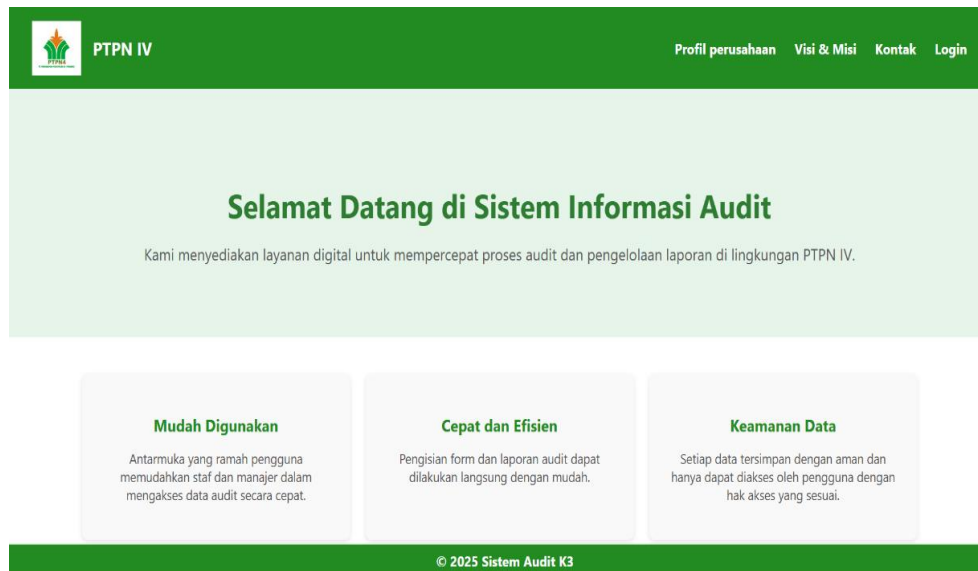 PTPN IV
Profil perusahaan Visi & Misi Kontak Login
Selamat Datang di Sistem Informasi Audit
Kami menyediakan layanan digital untuk mempercepat proses audit dan pengelolaan laporan di lingkungan PTPN IV.
Mudah Digunakan
Antarmuka yang ramah pengguna
memudahkan staf dan manajer dalam
mengakses data audit secara cepat.
Cepat dan Efisien
Pengisian form dan laporan audit dapat
dilakukan langsung dengan mudah.
Keamanan Data
Setiap data tersimpan dengan aman dan
hanya dapat diakses oleh pengguna dengan
hak akses yang sesuai.
© 2025 Sistem Audit K3